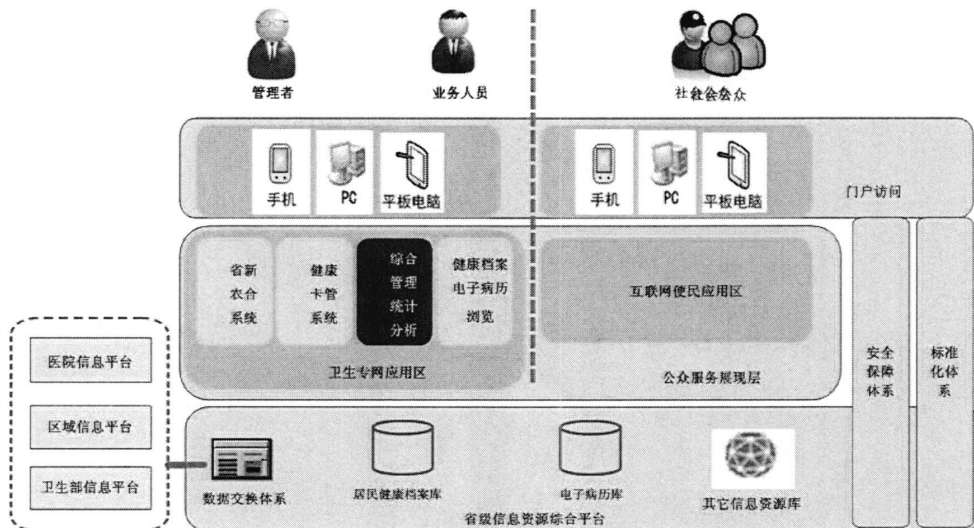 管理者
业务人员
社会公众
手机
PC
平板电脑
手机
PC
平板电脑
门户访问
省新
农合
系统
健康
卡管
系统
综合
管理
统计
分析
健康档案
电子病历
浏览
互联网便民应用区
卫生专网应用区
公众服务展现层
安全
保障
体系
标准
化体
系
医院信息平台
区域信息平台
卫生部信息平台
数据交换体系
居民健康档案库
电子病历库
其它信息资源库
省级信息资源综合平台